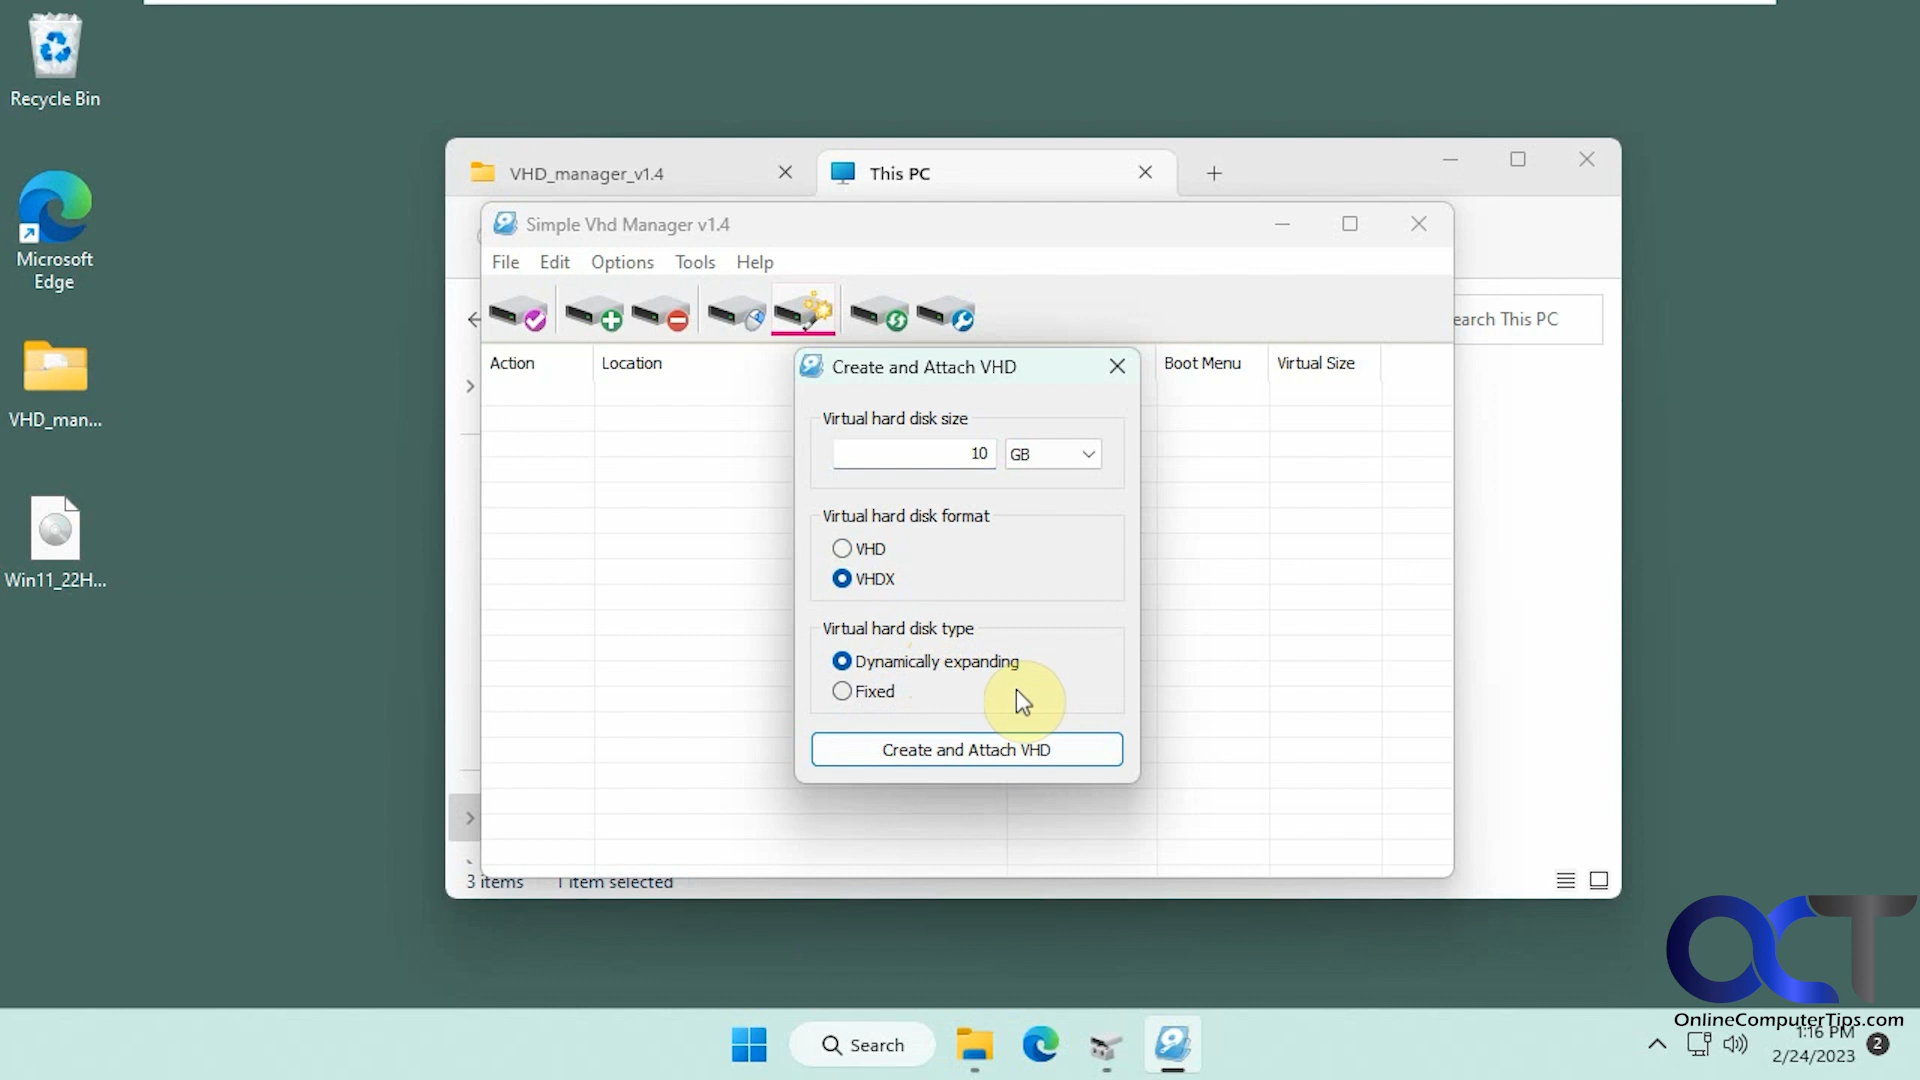 Recycle Bin
Microsoft
Edge
VHD_man...
Win11_22H...
VHD_manager_v1.4
This PC
Simple Vhd Manager v1.4
File Edit Options Tools Help
earch This PC
Action Location Boot Menu Virtual Size
Create and Attach VHD
Virtual hard disk size
10 GB
Virtual hard disk format
VHD
VHDX
Virtual hard disk type
Dynamically expanding
Fixed
Create and Attach VHD
3 items 1 item selected
OCT
OnlineComputerTips.com
Search
1:16 PM
2/24/2023
2